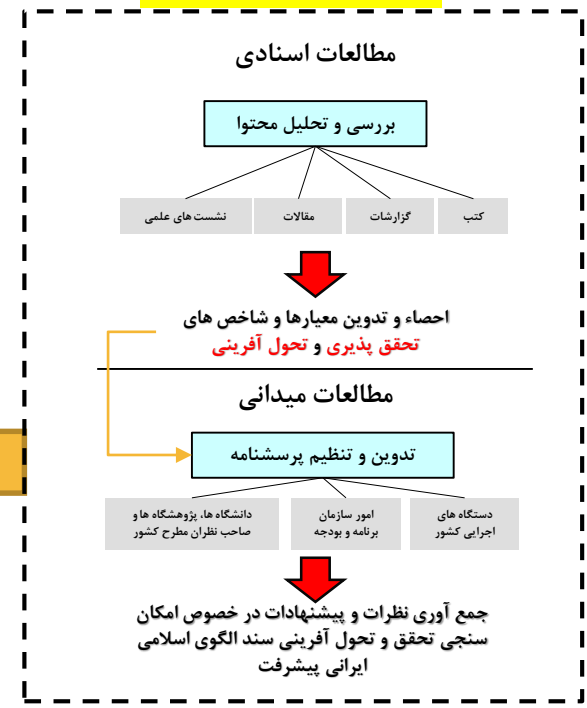 مطالعات اسنادی
بررسی و تحلیل محتوا
کتب
گزارشات
مقالات
نشست های علمی
احصاء و تدوین معیارها و شاخص های
تحقق پذیری و تحول آفرینی
مطالعات میدانی
تدوین و تنظیم پرسشنامه
دستگاه های
اجرایی کشور
امور سازمان
برنامه و بودجه
دانشگاه ها، پژوهشگاه ها و
صاحب نظران مطرح کشور
جمع آوری نظرات و پیشنهادات در خصوص امکان
سنجی تحقق و تحول آفرینی سند الگوی اسلامی
ایرانی پیشرفت